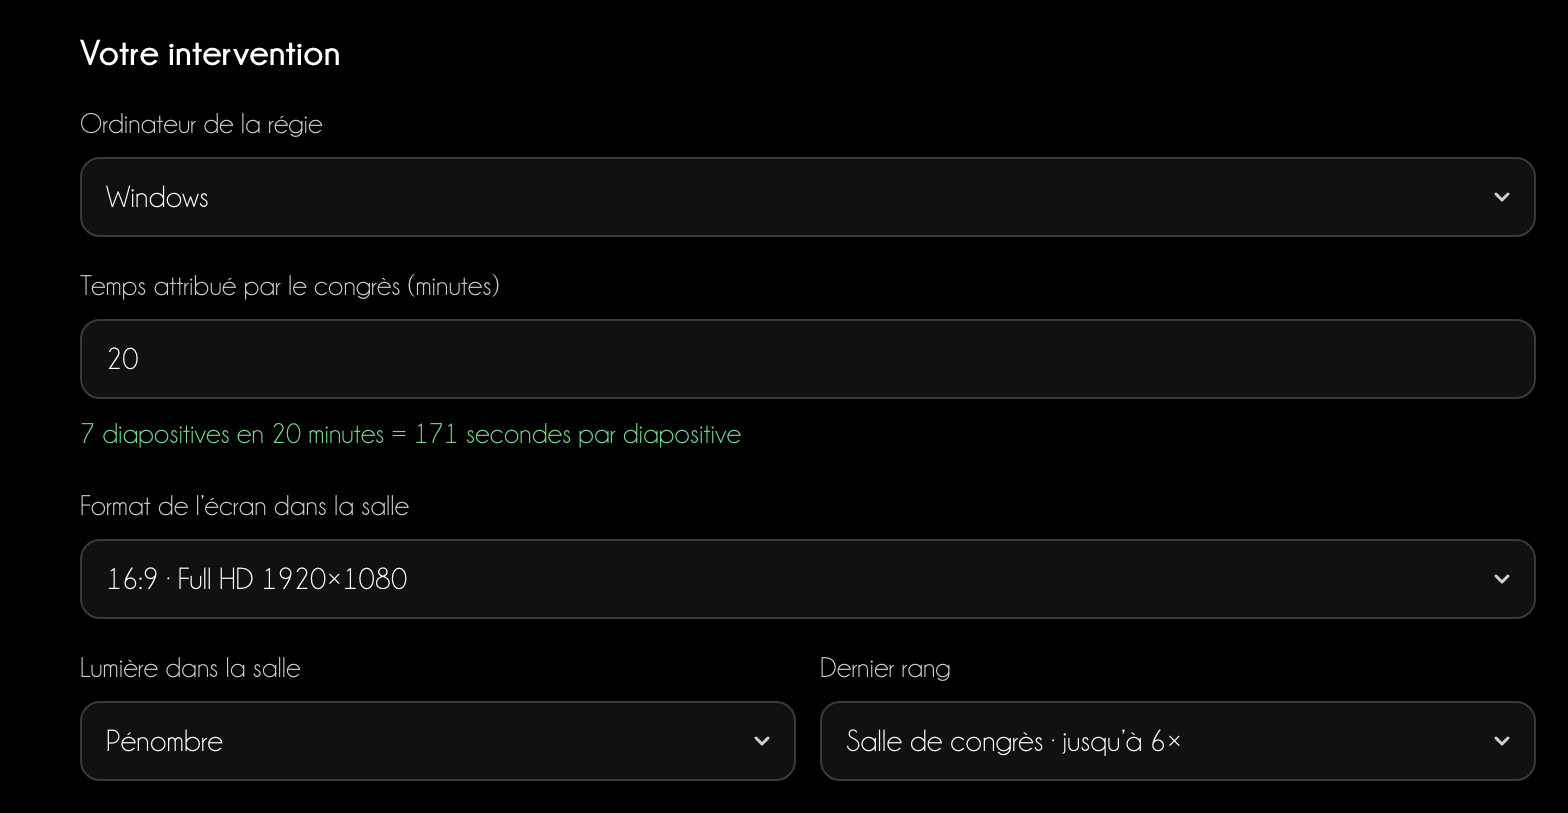 Votre intervention
Ordinateur de la régie
Windows
Temps attribué par le congrès (minutes)
20
7 diapositives en 20 minutes = 171 secondes par diapositive
Format de l’écran dans la salle
16:9 · Full HD 1920×1080
Lumière dans la salle
Dernier rang
Pénombre
Salle de congrès · jusqu’à 6×